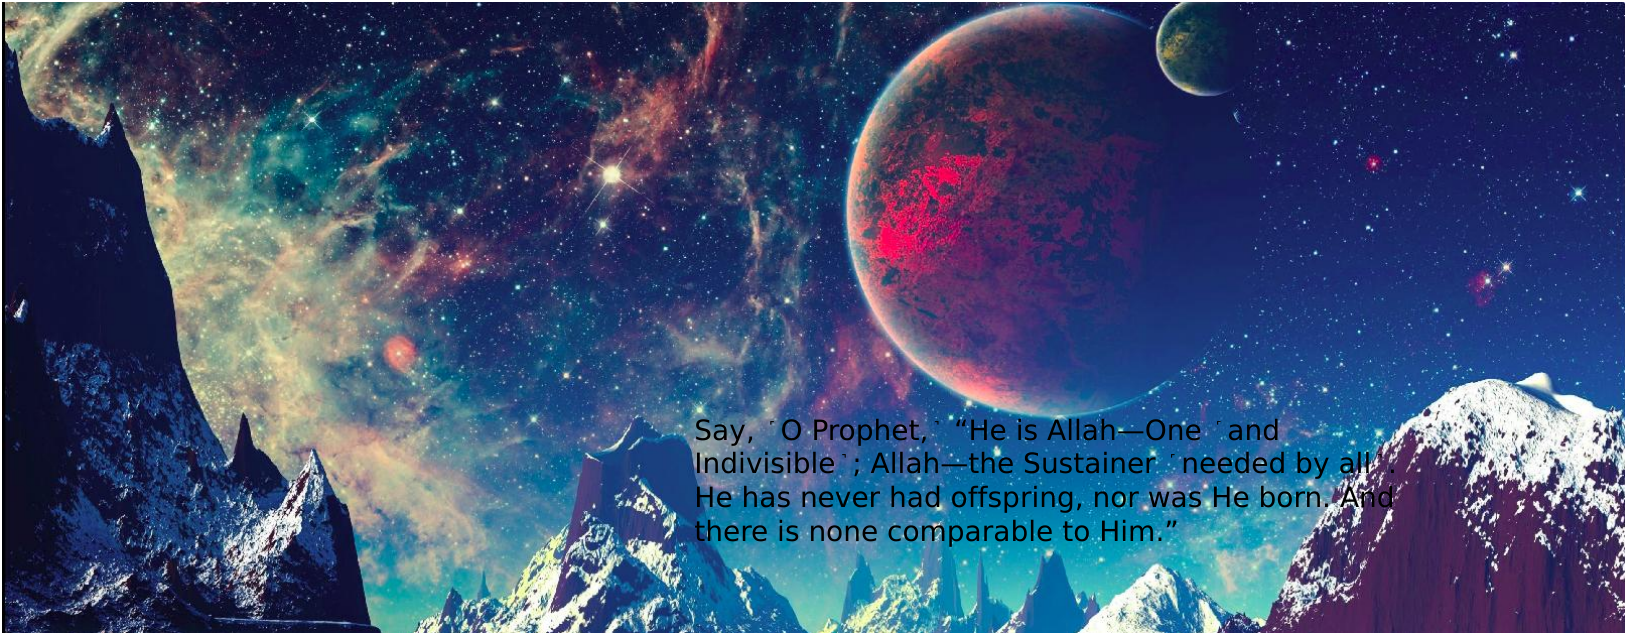 Say, ˹O Prophet,˺ “He is Allah—One ˹and
Indivisible˺; Allah—the Sustainer ˹needed by all˺.
He has never had offspring, nor was He born. And
there is none comparable to Him.”